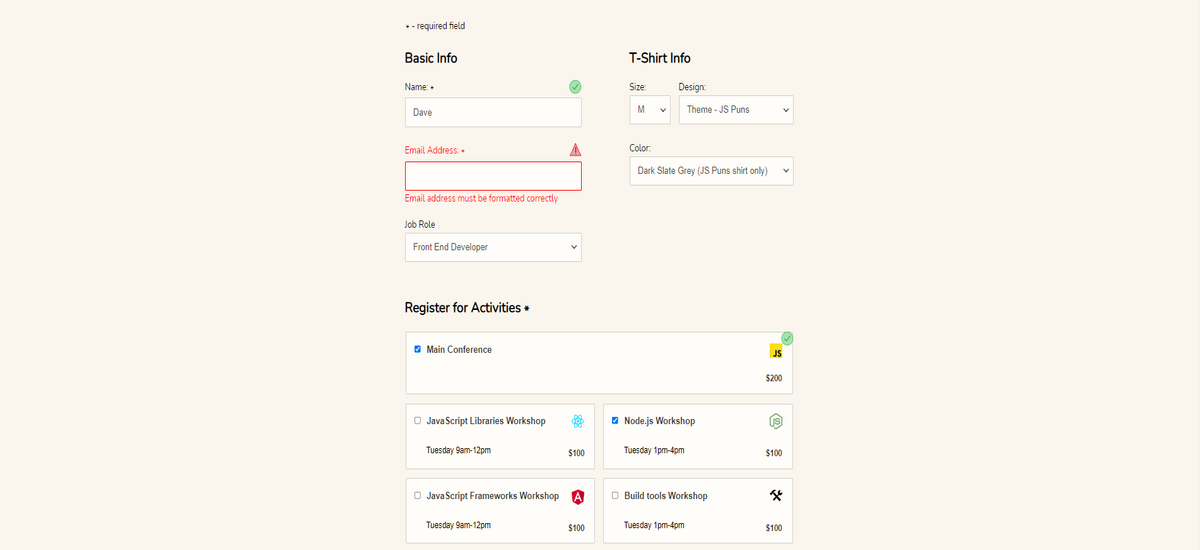 * - required field
Basic Info
Name: *
Dave
Email Address: *
Email address must be formatted correctly
Job Role
Front End Developer
T-Shirt Info
Size:
Design:
M
Theme - JS Puns
Color:
Dark Slate Grey (JS Puns shirt only)
Register for Activities *
Main Conference
JS
$200
JavaScript Libraries Workshop
Tuesday 9am-12pm
$100
Node.js Workshop
JS
Tuesday 1pm-4pm
$100
JavaScript Frameworks Workshop
A
Tuesday 9am-12pm
$100
Build tools Workshop
Tuesday 1pm-4pm
$100